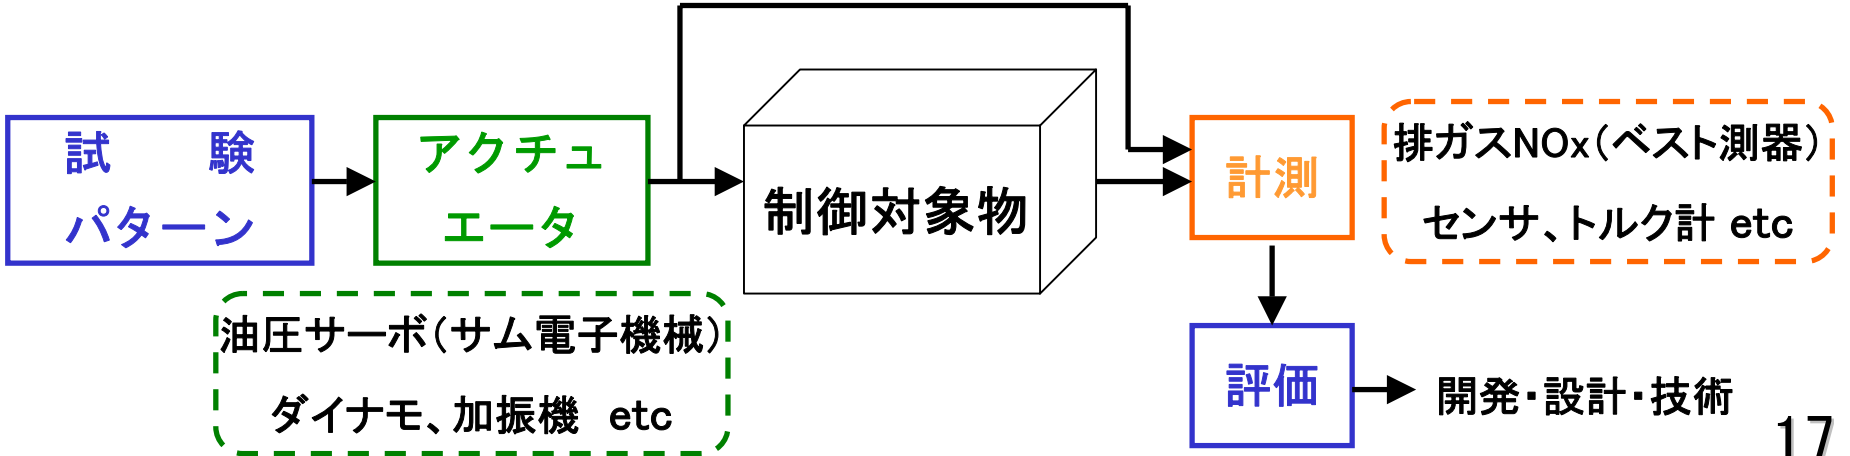 試 験
パターン
アクチュ
エータ
制御対象物
計測
排ガスNOx(ベスト測器)
センサ、トルク計 etc
油圧サーボ(サム電子機械)
ダイナモ、加振機 etc
評価
開発・設計・技術
17